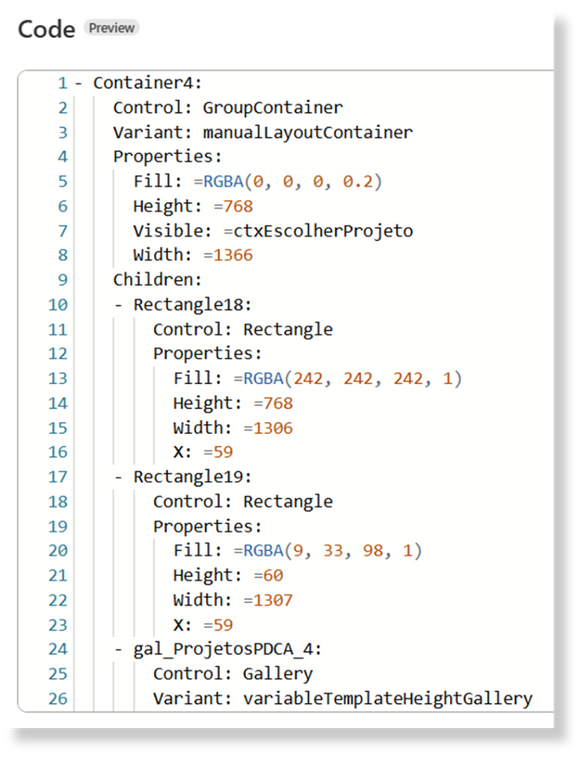 Code Preview
1 - Container4:
2 Control: GroupContainer
3 Variant: manualLayoutContainer
4 Properties:
5 Fill: =RGBA(0, 0, 0, 0.2)
6 Height: =768
7 Visible: =ctxEscolherProjeto
8 Width: =1366
9 Children:
10 - Rectangle18:
11 Control: Rectangle
12 Properties:
13 Fill: =RGBA(242, 242, 242, 1)
14 Height: =768
15 Width: =1306
16 X: =59
17 - Rectangle19:
18 Control: Rectangle
19 Properties:
20 Fill: =RGBA(9, 33, 98, 1)
21 Height: =60
22 Width: =1307
23 X: =59
24 - gal_ProjetosPDCA_4:
25 Control: Gallery
26 Variant: variableTemplateHeightGallery